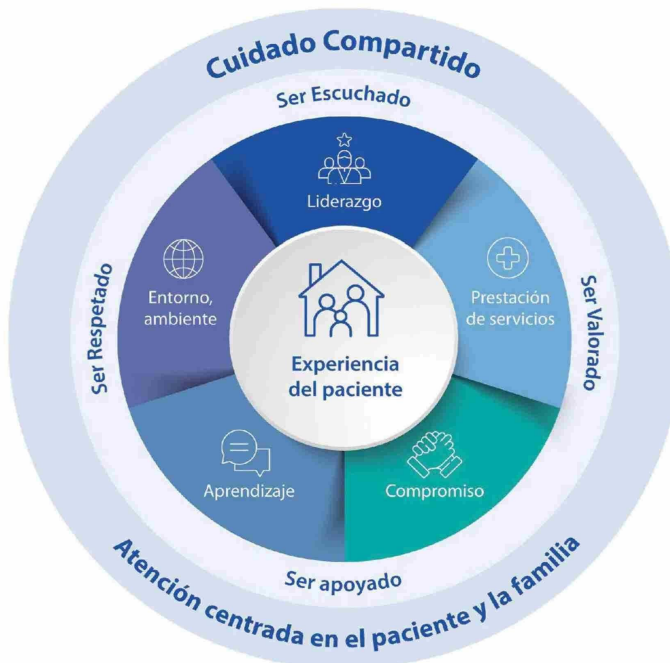 Cuidado Compartido
Ser Escuchado
Liderazgo
Entorno,
ambiente
Prestación
de servicios
Ser Respetado
Ser Valorado
Experiencia
del paciente
Aprendizaje
Compromiso
Ser apoyado
Atención centrada en el paciente y la familia